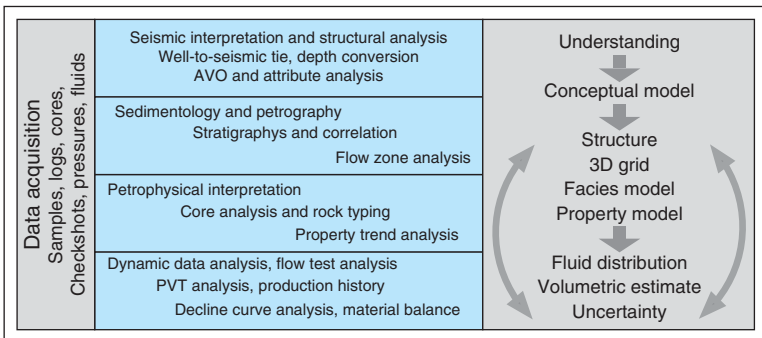 Data acquisition
Samples, logs, cores,
Checkshots, pressures, fluids
Seismic interpretation and structural analysis
Well-to-seismic tie, depth conversion
AVO and attribute analysis
Sedimentology and petrography
Stratigraphys and correlation
Flow zone analysis
Petrophysical interpretation
Core analysis and rock typing
Property trend analysis
Dynamic data analysis, flow test analysis
PVT analysis, production history
Decline curve analysis, material balance
Understanding
Conceptual model
Structure
3D grid
Facies model
Property model
Fluid distribution
Volumetric estimate
Uncertainty